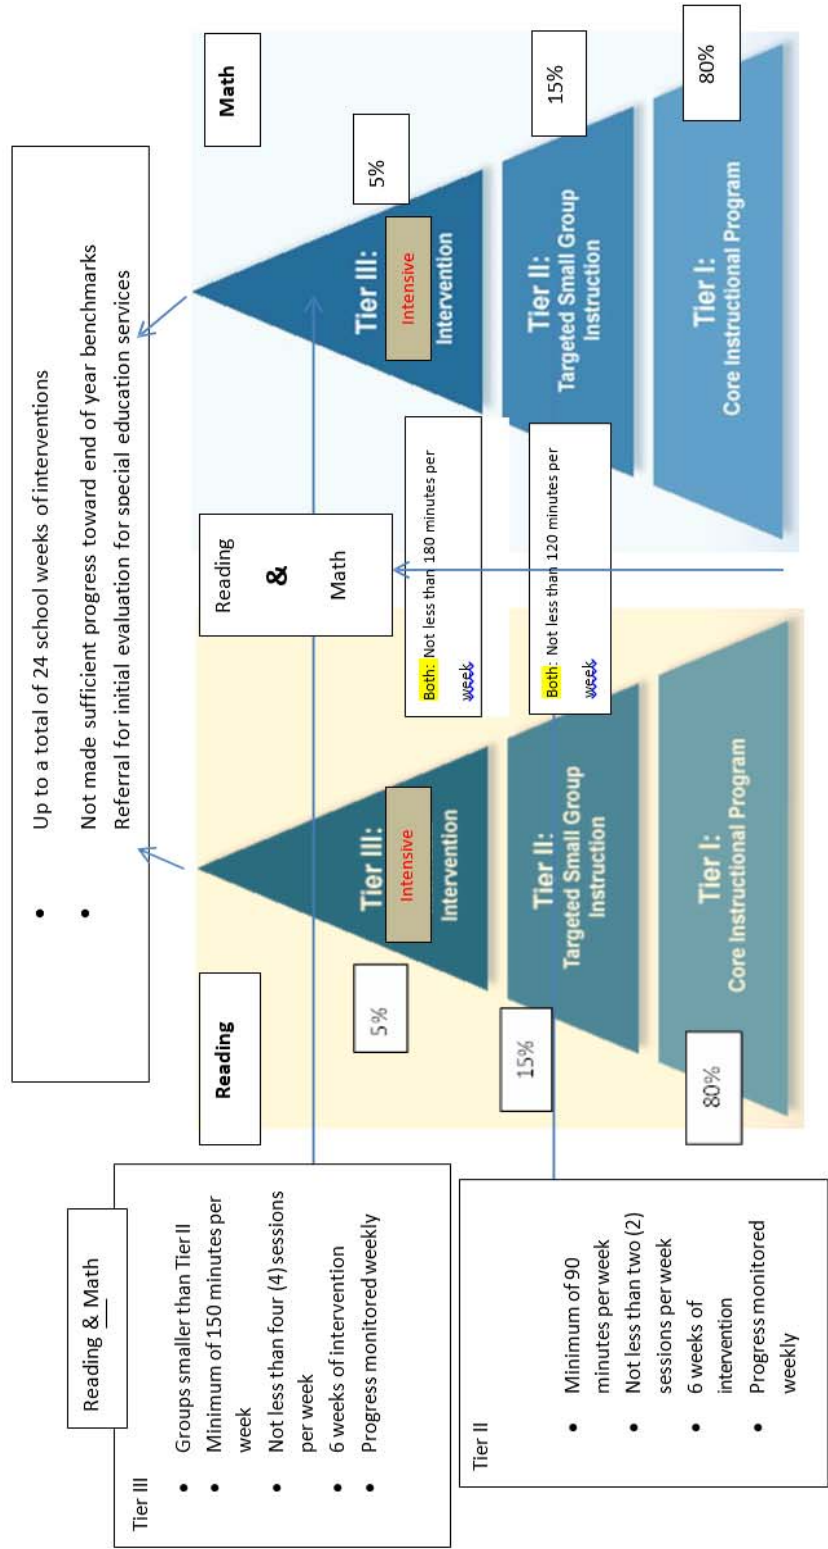 Up to a total of 24 school weeks of interventions
Not made sufficient progress toward end of year benchmarks
Referral for initial evaluation for special education services
Reading & Math
Tier III
• Groups smaller than Tier II
• Minimum of 150 minutes per
week
• Not less than four (4) sessions
per week
• 6 weeks of intervention
• Progress monitored weekly
Tier II
• Minimum of 90
minutes per week
• Not less than two (2)
sessions per week
• 6 weeks of
intervention
• Progress monitored
weekly
Reading
5%
15%
80%
Tier III:
Intensive
Intervention
Tier II:
Targeted Small Group
Instruction
Tier I:
Core Instructional Program
Reading
&
Math
Both: Not less than 180 minutes per
week
Both: Not less than 120 minutes per
week
Math
5%
15%
80%
Tier III:
Intensive
Intervention
Tier II:
Targeted Small Group
Instruction
Tier I:
Core Instructional Program